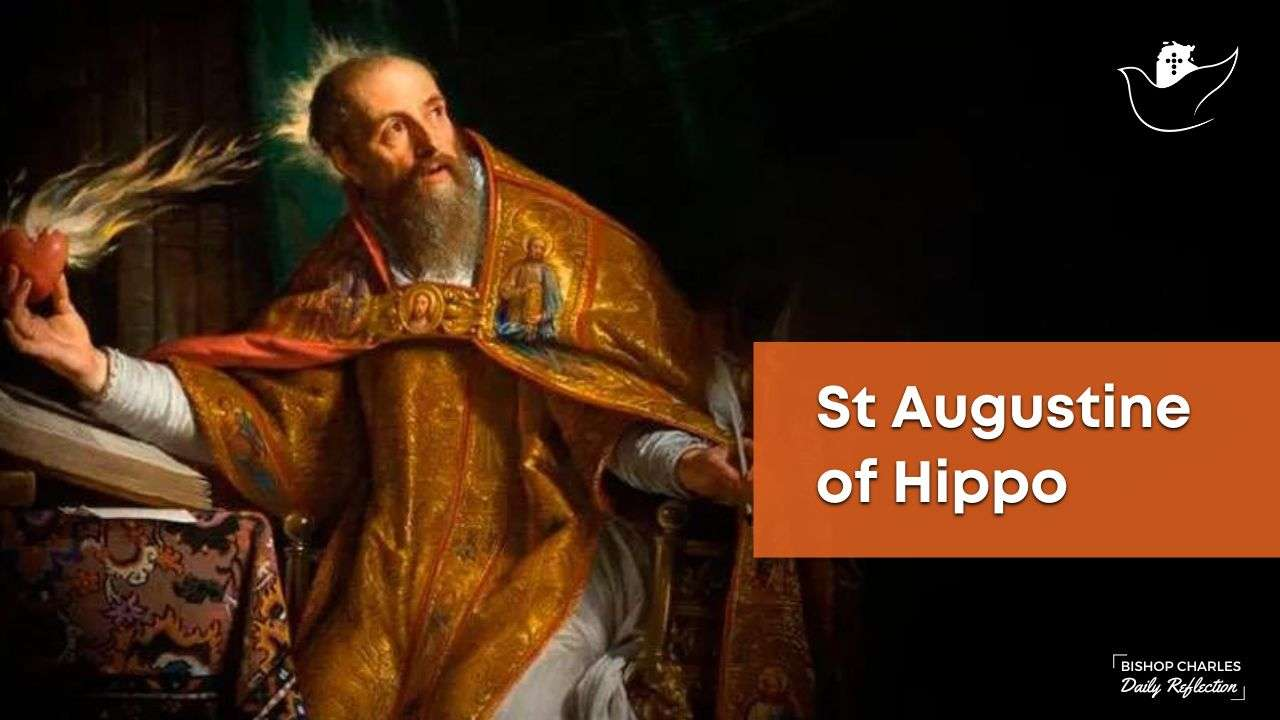 St Augustine
of Hippo
BISHOP CHARLES
Daily Reflection